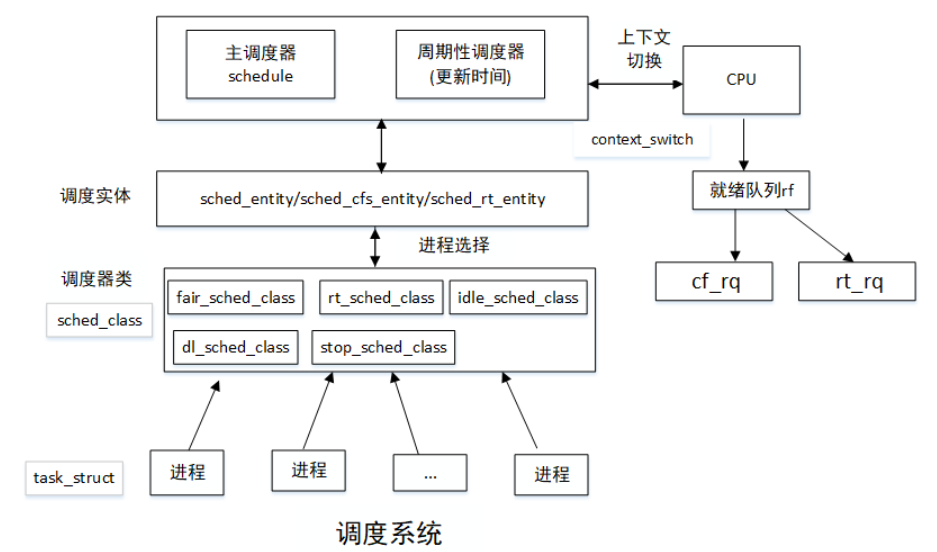 主调度器
schedule
周期性调度器
(更新时间)
上下文
切换
CPU
context_switch
调度实体
sched_entity/sched_cfs_entity/sched_rt_entity
就绪队列rf
进程选择
cf_rq
rt_rq
调度器类
sched_class
fair_sched_class
rt_sched_class
idle_sched_class
dl_sched_class
stop_sched_class
task_struct
进程
进程
...
进程
调度系统